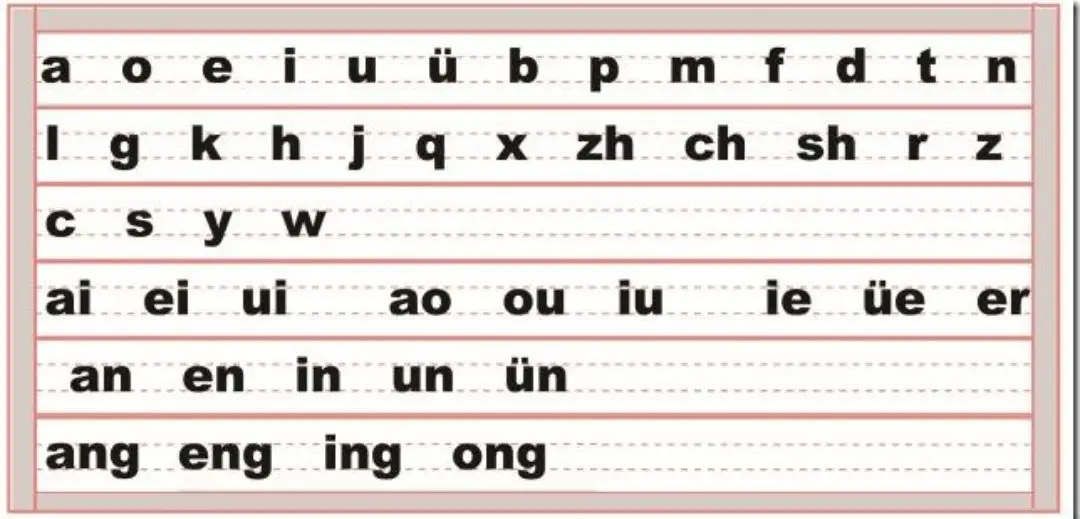 a o e i u ü b p m f d t n
l g k h j q x zh ch sh r z
c s y w
ai ei ui ao ou iu ie üe er
an en in un ün
ang eng ing ong